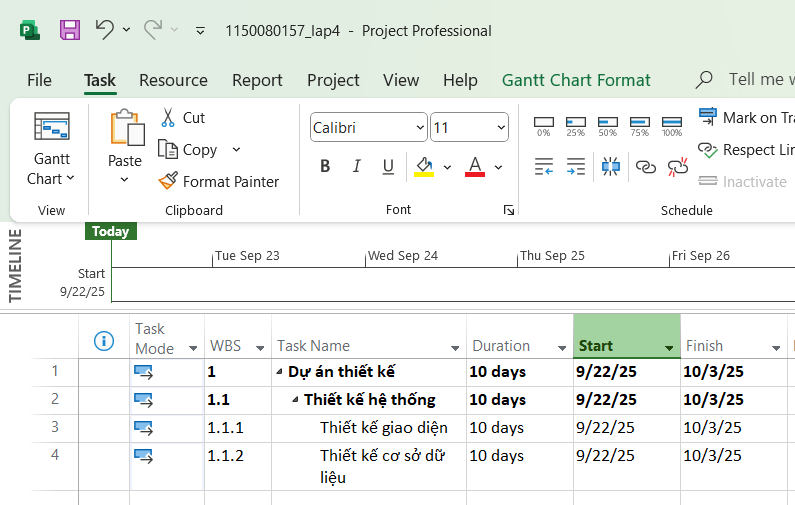 1150080157_lap4 - Project Professional
File Task Resource Report Project View Help Gantt Chart Format Tell me w
Gantt Chart
View
Paste
Cut
Copy
Format Painter
Clipboard
Calibri 11
B I U A
Font
0% 25% 50% 75% 100%
Mark on Tra
Respect Lin
Inactivate
Schedule
TIMELINE
Today
Tue Sep 23 Wed Sep 24 Thu Sep 25 Fri Sep 26
Start
9/22/25
Task Mode WBS Task Name Duration Start Finish
1 1 Dự án thiết kế 10 days 9/22/25 10/3/25
2 1.1 Thiết kế hệ thống 10 days 9/22/25 10/3/25
3 1.1.1 Thiết kế giao diện 10 days 9/22/25 10/3/25
4 1.1.2 Thiết kế cơ sở dữ 10 days 9/22/25 10/3/25
liệu